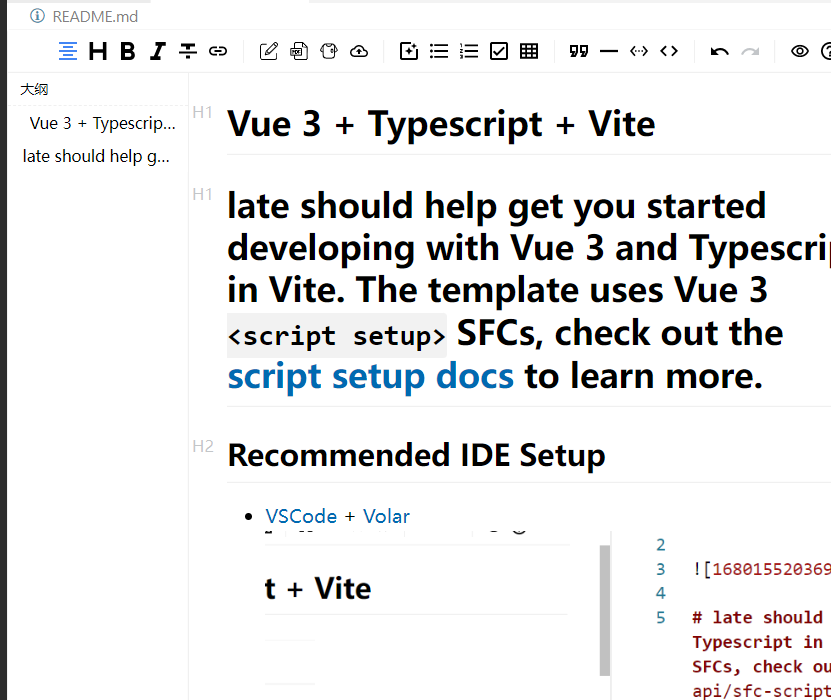 README.md
大纲
Vue 3 + Typescrip...
late should help g...
H1
Vue 3 + Typescript + Vite
H1
late should help get you started
developing with Vue 3 and Typescri
in Vite. The template uses Vue 3
<script setup> SFCs, check out the
script setup docs to learn more.
H2
Recommended IDE Setup
VSCode + Volar
t + Vite
2
3 ![168015520369
4
5 # late should
Typescript in
SFCs, check ou
api/sfc-script